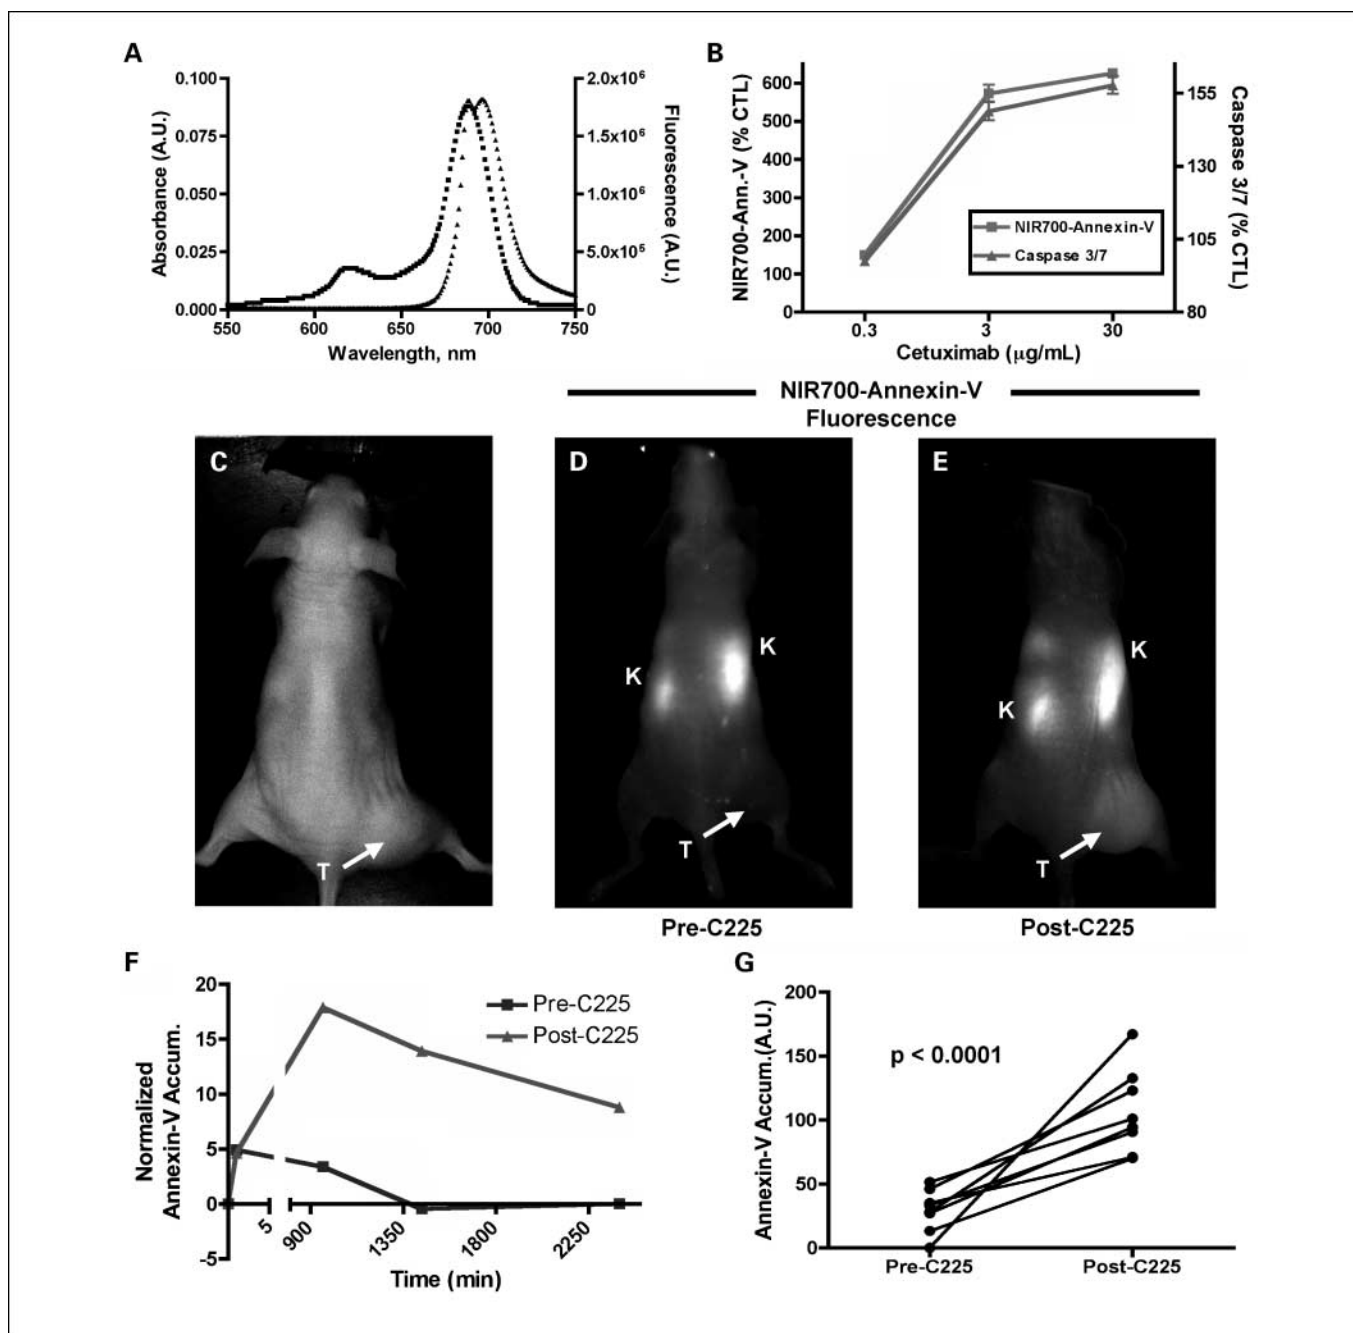 A
0.100
0.075
0.050
0.025
0.000
Absorbance (A.U.)
2.0x10⁶
1.5x10⁶
1.0x10⁶
5.0x10⁵
0
Fluorescence (A.U.)
550 600 650 700 750
Wavelength, nm
B
600
500
400
300
200
100
0
NIR700-Ann.-V (% CTL)
155
130
105
80
Caspase 3/7 (% CTL)
NIR700-Annexin-V
Caspase 3/7
0.3 3 30
Cetuximab (µg/mL)
NIR700-Annexin-V
Fluorescence
C
T
D
K
K
T
Pre-C225
E
K
K
T
Post-C225
F
20
15
10
5
0
-5
Normalized
Annexin-V Accum.
Pre-C225
Post-C225
5 900 1350 1800 2250
Time (min)
G
200
150
100
50
0
Annexin-V Accum.(A.U.)
p < 0.0001
Pre-C225 Post-C225